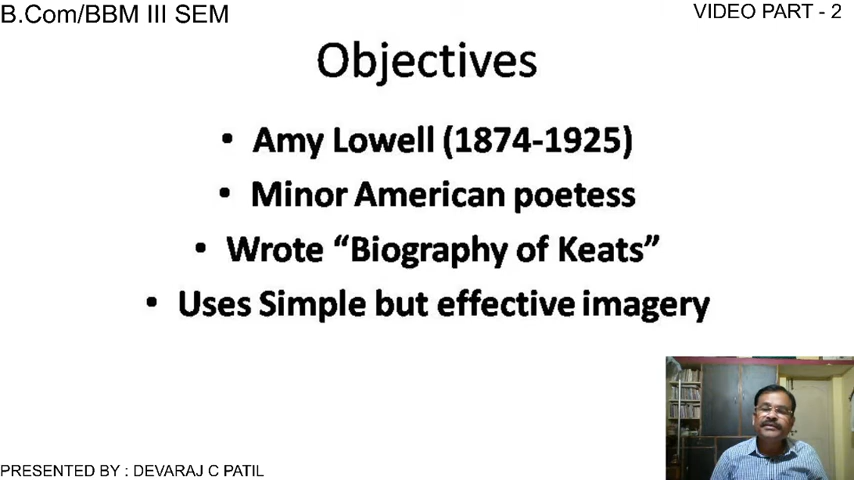 B.Com/BBM III SEM
VIDEO PART - 2
Objectives
• Amy Lowell (1874-1925)
• Minor American poetess
• Wrote “Biography of Keats”
• Uses Simple but effective imagery
PRESENTED BY : DEVARAJ C PATIL